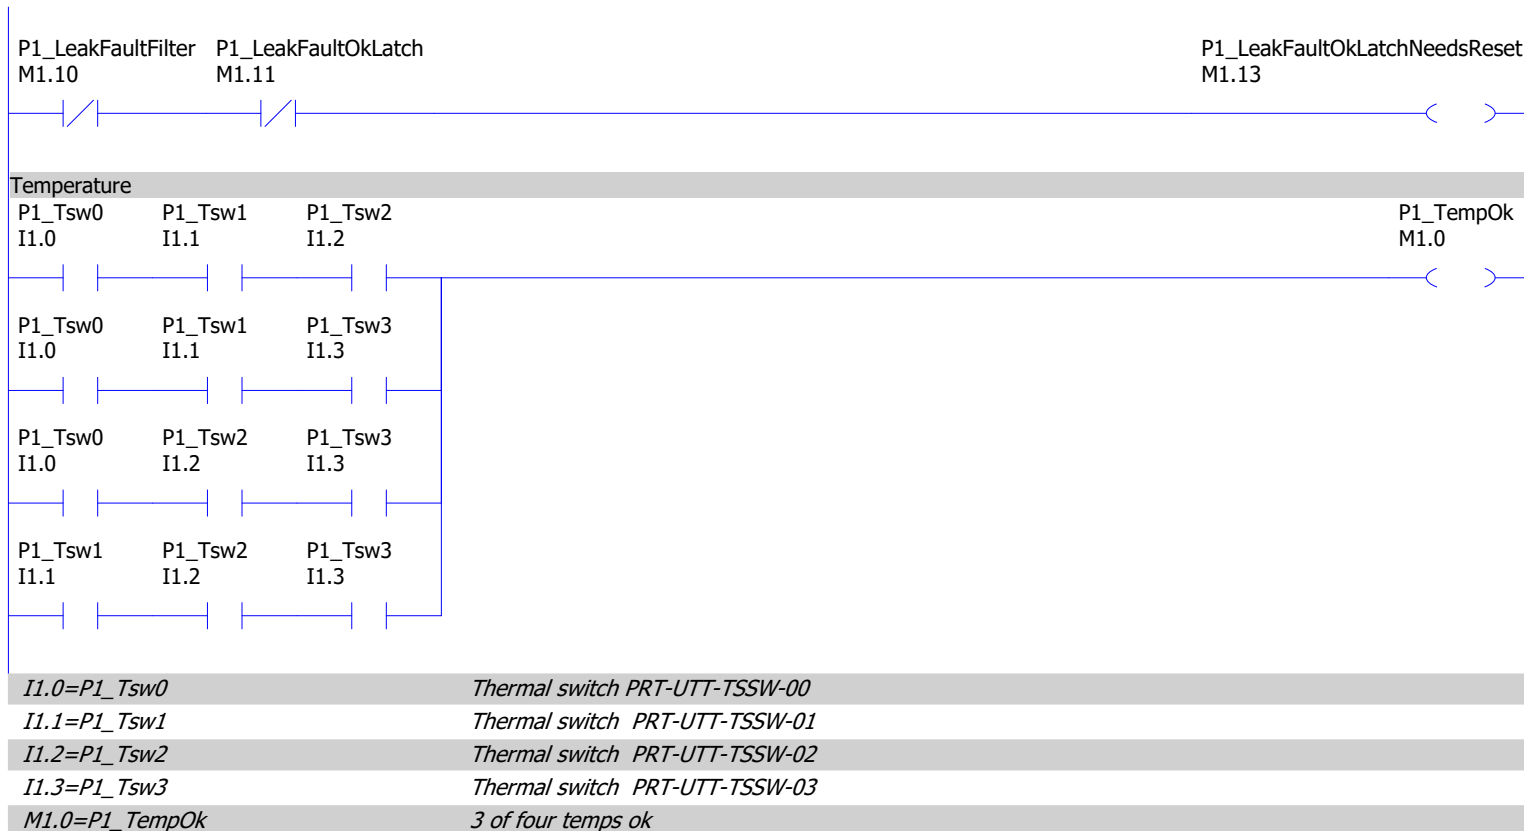 P1_LeakFaultFilter P1_LeakFaultOkLatch P1_LeakFaultOkLatchNeedsReset
M1.10 M1.11 M1.13
Temperature
P1_Tsw0 P1_Tsw1 P1_Tsw2 P1_TempOk
I1.0 I1.1 I1.2 M1.0
P1_Tsw0 P1_Tsw1 P1_Tsw3
I1.0 I1.1 I1.3
P1_Tsw0 P1_Tsw2 P1_Tsw3
I1.0 I1.2 I1.3
P1_Tsw1 P1_Tsw2 P1_Tsw3
I1.1 I1.2 I1.3
I1.0=P1_Tsw0 Thermal switch PRT-UTT-TSSW-00
I1.1=P1_Tsw1 Thermal switch PRT-UTT-TSSW-01
I1.2=P1_Tsw2 Thermal switch PRT-UTT-TSSW-02
I1.3=P1_Tsw3 Thermal switch PRT-UTT-TSSW-03
M1.0=P1_TempOk 3 of four temps ok